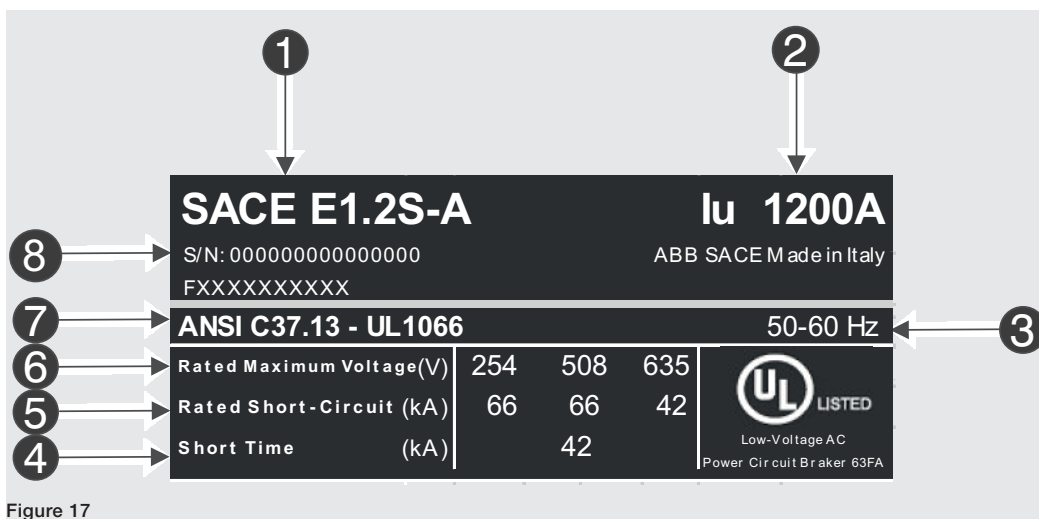 1 2
SACE E1.2S-A Iu 1200A
8 S/N: 000000000000000 ABB SACE Made in Italy
FXXXXXXXXXX
7 ANSI C37.13 - UL1066 50-60 Hz 3
6 Rated Maximum Voltage(V) 254 508 635
5 Rated Short-Circuit (kA) 66 66 42 UL LISTED
4 Short Time (kA) 42 Low-Voltage AC
Power Circuit Braker 63FA
Figure 17